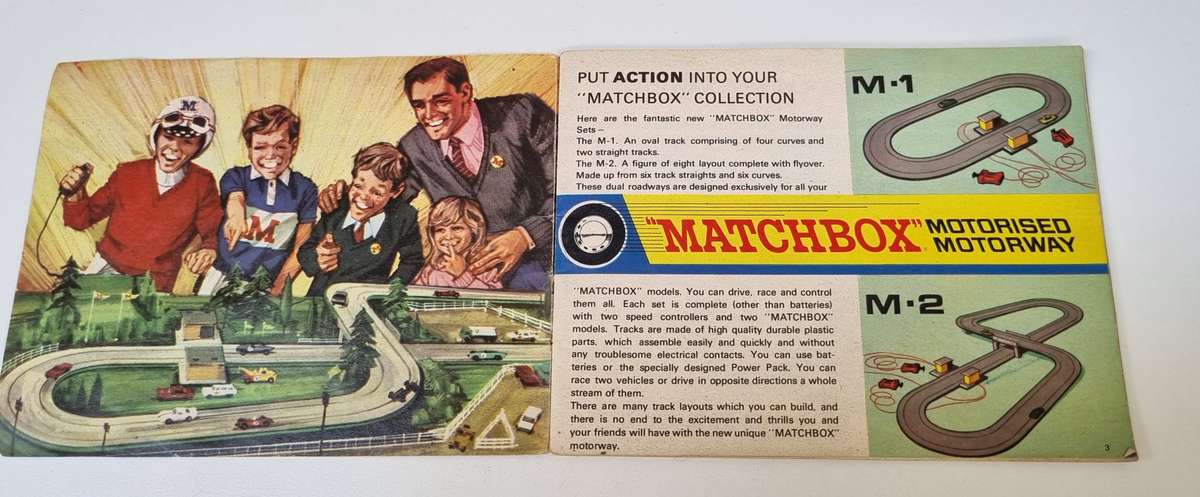 M
M
PUT ACTION INTO YOUR
"MATCHBOX" COLLECTION
Here are the fantastic new "MATCHBOX" Motorway
Sets –
The M-1. An oval track comprising of four curves and
two straight tracks.
The M-2. A figure of eight layout complete with flyover.
Made up from six track straights and six curves.
These dual roadways are designed exclusively for all your
M·1
"MATCHBOX" MOTORISED
MOTORWAY
"MATCHBOX" models. You can drive, race and control
them all. Each set is complete (other than batteries)
with two speed controllers and two "MATCHBOX"
models. Tracks are made of high quality durable plastic
parts, which assemble easily and quickly and without
any troublesome electrical contacts. You can use bat-
teries or the specially designed Power Pack. You can
race two vehicles or drive in opposite directions a whole
stream of them.
There are many track layouts which you can build, and
there is no end to the excitement and thrills you and
your friends will have with the new unique "MATCHBOX"
motorway.
M·2
3